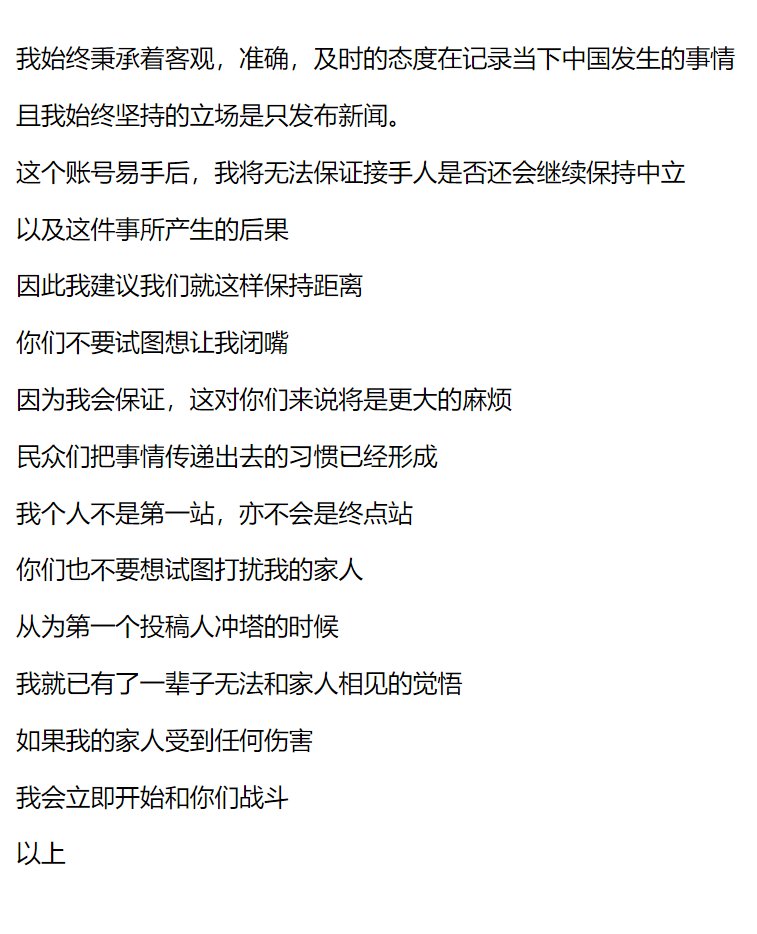 我始终秉承着客观，准确，及时的态度在记录当下中国发生的事情
且我始终坚持的立场是只发布新闻。
这个账号易手后，我将无法保证接手人是否还会继续保持中立
以及这件事所产生的后果
因此我建议我们就这样保持距离
你们不要试图想让我闭嘴
因为我会保证，这对你们来说将是更大的麻烦
民众们把事情传递出去的习惯已经形成
我个人不是第一站，亦不会是终点站
你们也不要想试图打扰我的家人
从为第一个投稿人冲塔的时候
我就已有了一辈子无法和家人相见的觉悟
如果我的家人受到任何伤害
我会立即开始和你们战斗
以上